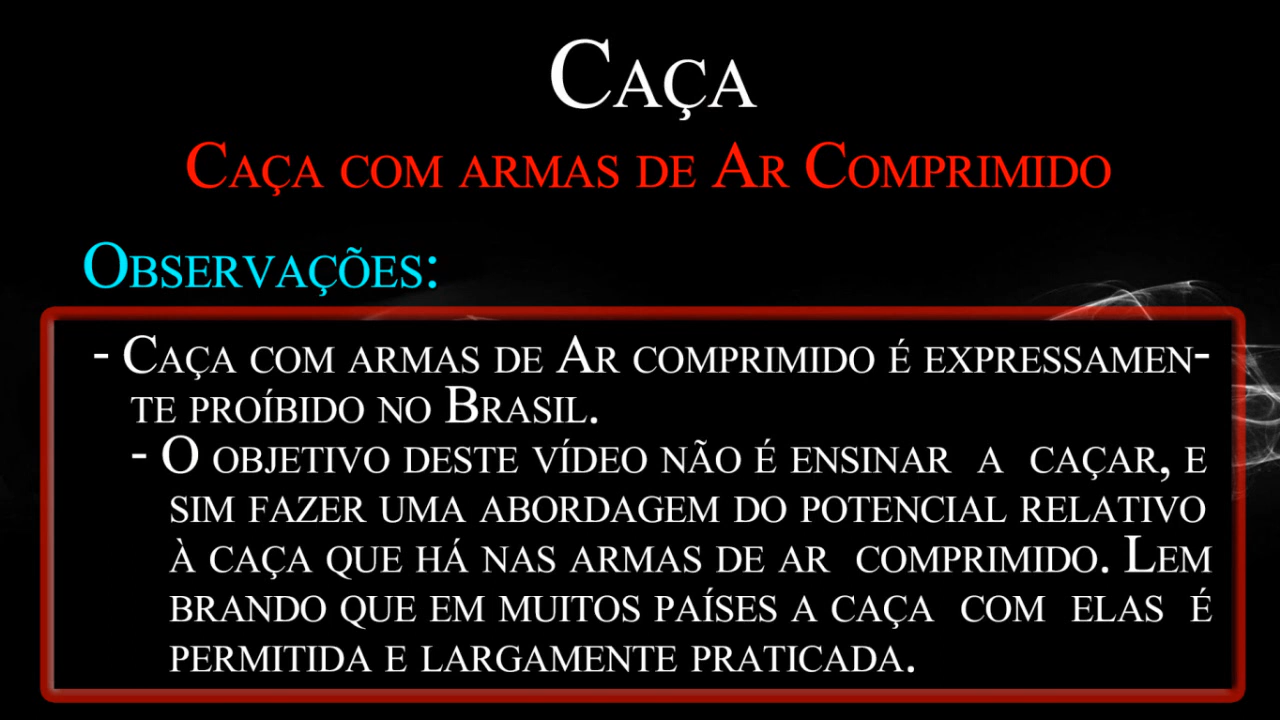 Caça
Caça com armas de Ar Comprimido
Observações:
- Caça com armas de Ar comprimido é expressamen-
te proíbido no Brasil.
- O objetivo deste vídeo não é ensinar a caçar, e
sim fazer uma abordagem do potencial relativo
à caça que há nas armas de ar comprimido. Lem
brando que em muitos países a caça com elas é
permitida e largamente praticada.